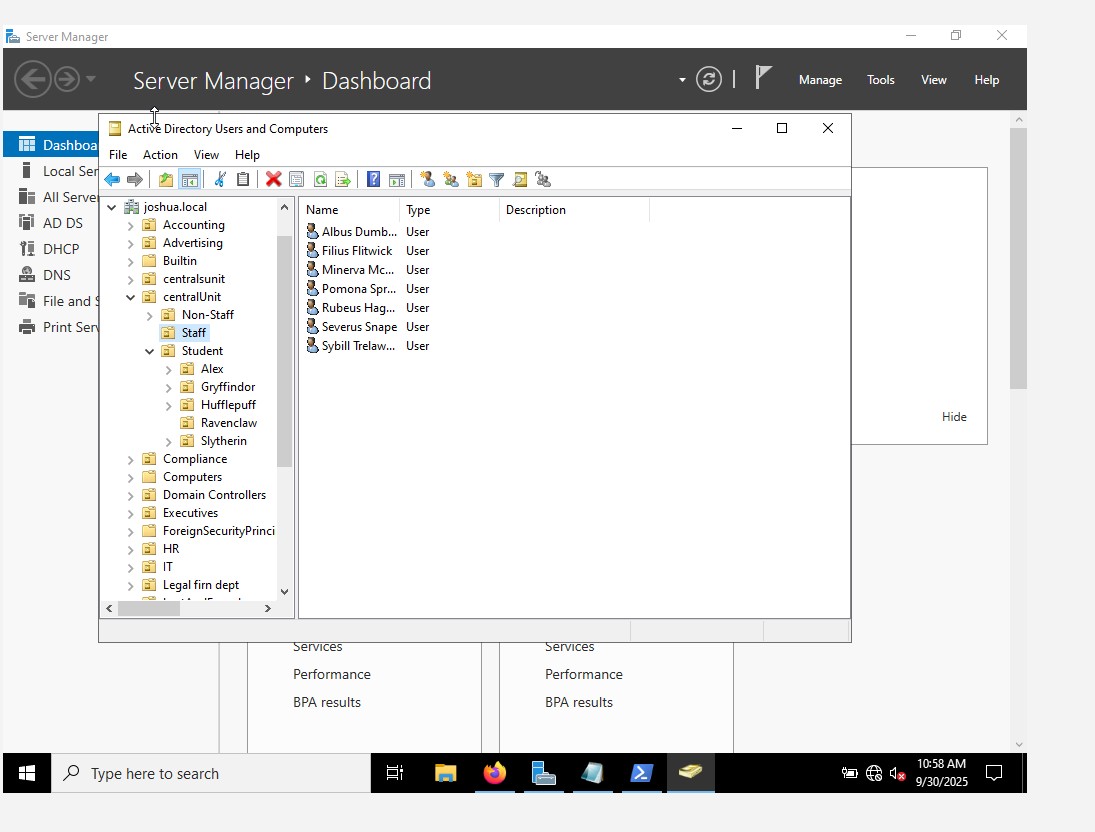 Server Manager
Server Manager ‣ Dashboard
Manage Tools View Help
Dashboa
Local Ser
All Server
AD DS
DHCP
DNS
File and S
Print Serv
Active Directory Users and Computers
File Action View Help
joshua.local
Accounting
Advertising
Builtin
centralsunit
centralUnit
Non-Staff
Staff
Student
Alex
Gryffindor
Hufflepuff
Ravenclaw
Slytherin
Compliance
Computers
Domain Controllers
Executives
ForeignSecurityPrinci
HR
IT
Legal firn dept
Name Type Description
Albus Dumb... User
Filius Flitwick User
Minerva Mc... User
Pomona Spr... User
Rubeus Hag... User
Severus Snape User
Sybill Trelaw... User
Hide
Services
Performance
BPA results
Services
Performance
BPA results
Type here to search
10:58 AM
9/30/2025